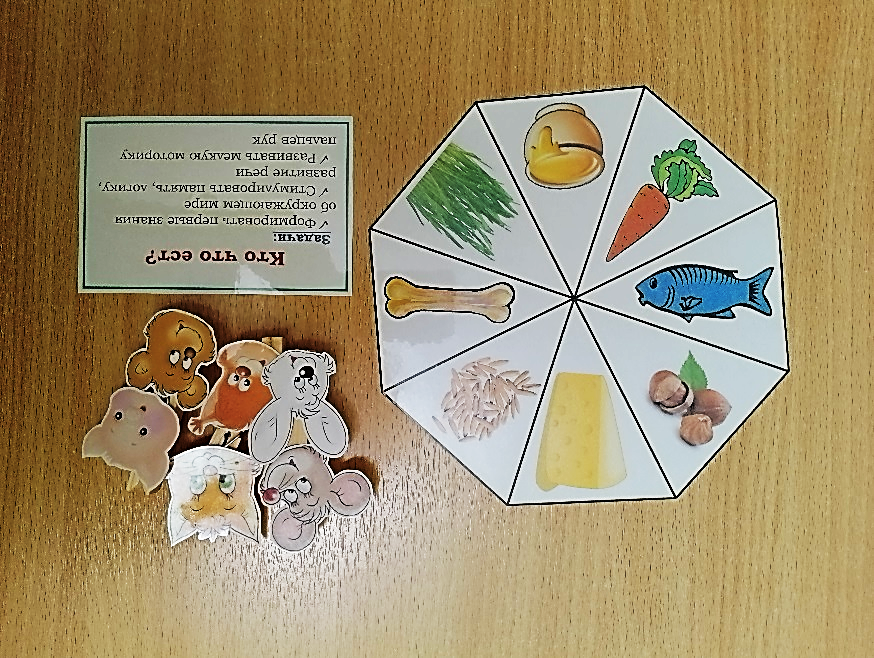 Кто что ест?
Задачи:
✓ Формировать первые знания
об окружающем мире
✓ Стимулировать память, логику,
развитие речи
✓ Развивать мелкую моторику
пальцев рук